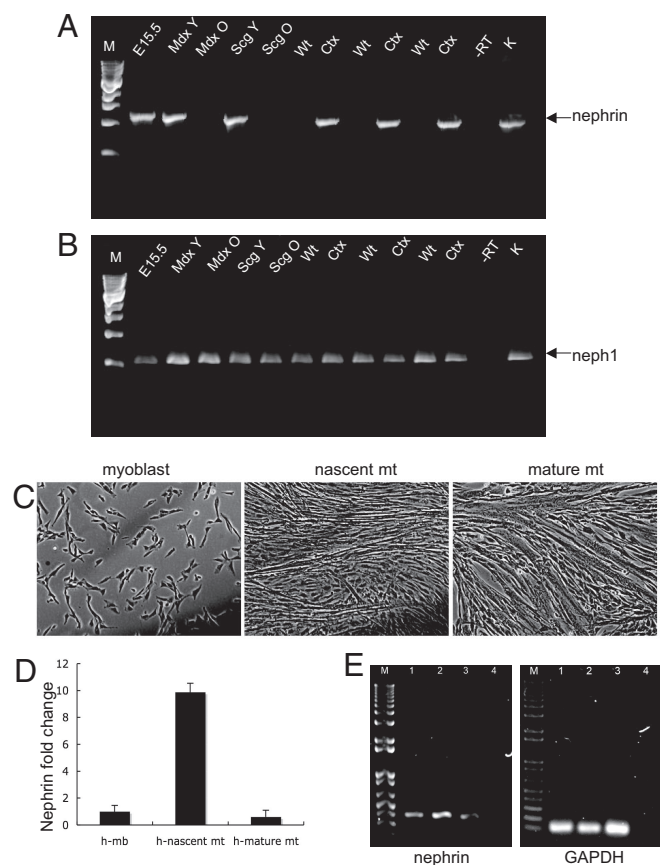 A
M E15.5 Mdx Y Mdx O Scg Y Scg O Wt Ctx Wt Ctx Wt Ctx -RT K
nephrin
B
M E15.5 Mdx Y Mdx O Scg Y Scg O Wt Ctx Wt Ctx Wt Ctx -RT K
neph1
myoblast nascent mt mature mt
C
D
Nephrin fold change
12
10
8
6
4
2
0
h-mb h-nascent mt h-mature mt
E
M 1 2 3 4 M 1 2 3 4
nephrin GAPDH